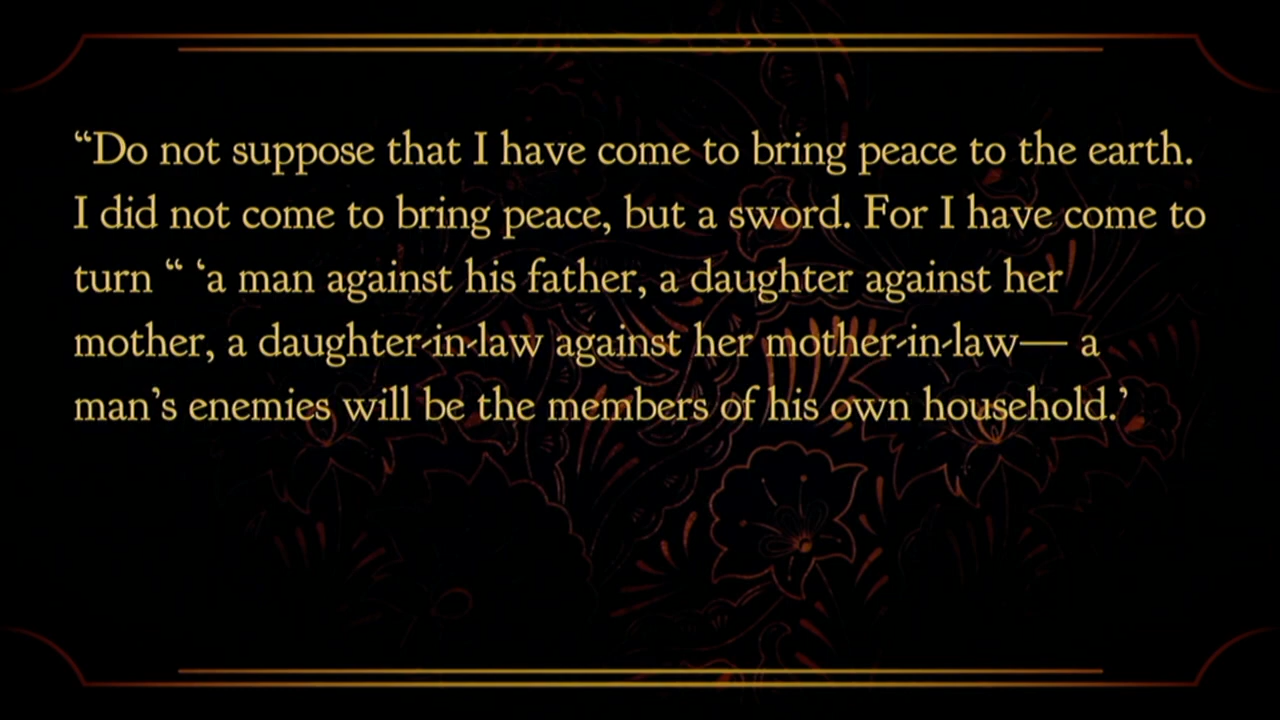 “Do not suppose that I have come to bring peace to the earth.
I did not come to bring peace, but a sword. For I have come to
turn “ ‘a man against his father, a daughter against her
mother, a daughter-in-law against her mother-in-law— a
man’s enemies will be the members of his own household.’